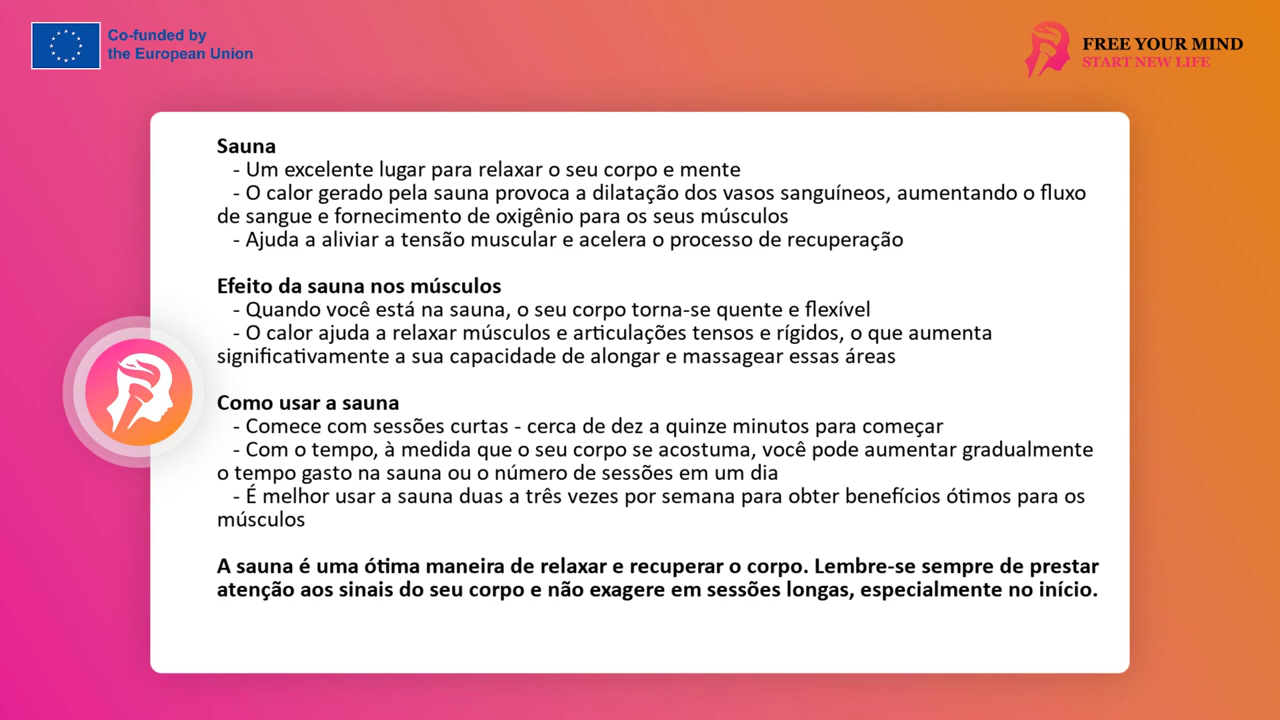 Co-funded by
the European Union
FREE YOUR MIND
START NEW LIFE
Sauna
- Um excelente lugar para relaxar o seu corpo e mente
- O calor gerado pela sauna provoca a dilatação dos vasos sanguíneos, aumentando o fluxo
de sangue e fornecimento de oxigênio para os seus músculos
- Ajuda a aliviar a tensão muscular e acelera o processo de recuperação
Efeito da sauna nos músculos
- Quando você está na sauna, o seu corpo torna-se quente e flexível
- O calor ajuda a relaxar músculos e articulações tensos e rígidos, o que aumenta
significativamente a sua capacidade de alongar e massagear essas áreas
Como usar a sauna
- Comece com sessões curtas - cerca de dez a quinze minutos para começar
- Com o tempo, à medida que o seu corpo se acostuma, você pode aumentar gradualmente
o tempo gasto na sauna ou o número de sessões em um dia
- É melhor usar a sauna duas a três vezes por semana para obter benefícios ótimos para os
músculos
A sauna é uma ótima maneira de relaxar e recuperar o corpo. Lembre-se sempre de prestar
atenção aos sinais do seu corpo e não exagere em sessões longas, especialmente no início.